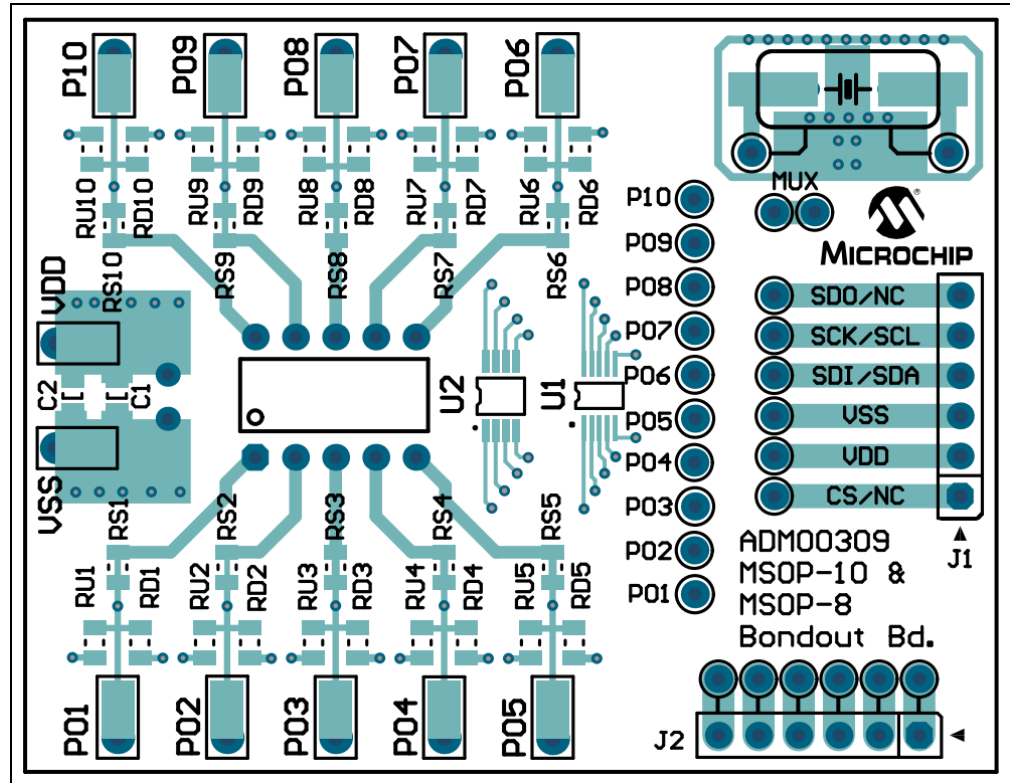 P10
P09
P08
P07
P06
RU10
RD10
RU9
RD9
RU8
RD8
RU7
RD7
RU6
RD6
RS10
RS9
RS8
RS7
RS6
MUX
MICROCHIP
®
P10
P09
P08
P07
P06
P05
P04
P03
P02
P01
SDO/NC
SCK/SCL
SDI/SDA
VSS
VDD
CS/NC
J1
VDD
C2
C1
VSS
U2
U1
RS1
RS2
RS3
RS4
RS5
RU1
RD1
RU2
RD2
RU3
RD3
RU4
RD4
RU5
RD5
ADM00309
MSOP-10 &
MSOP-8
Bondout Bd.
P01
P02
P03
P04
P05
J2